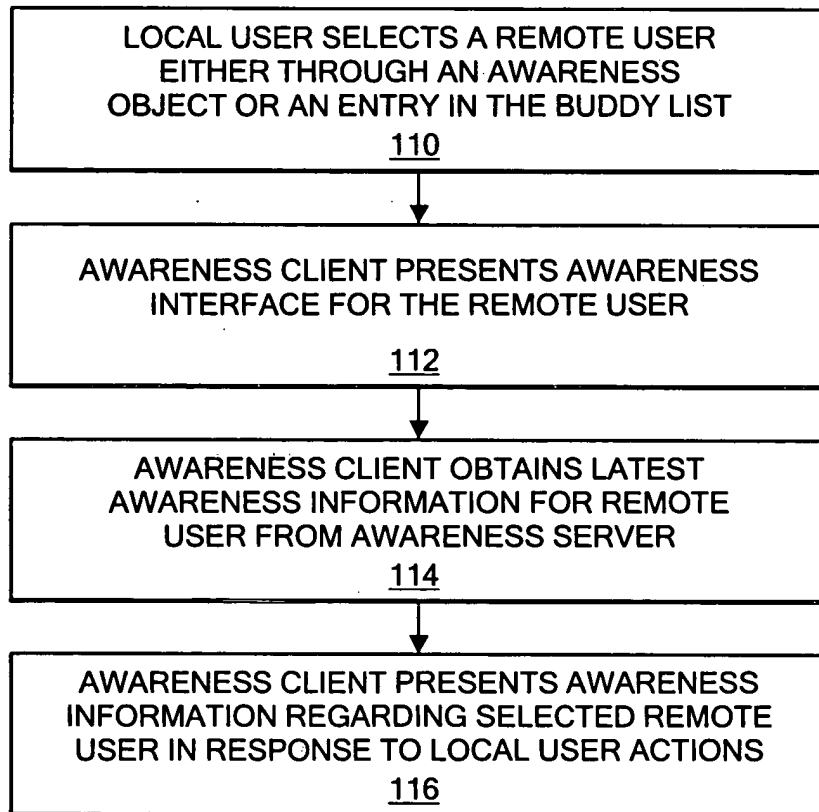 LOCAL USER SELECTS A REMOTE USER
EITHER THROUGH AN AWARENESS
OBJECT OR AN ENTRY IN THE BUDDY LIST
110
AWARENESS CLIENT PRESENTS AWARENESS
INTERFACE FOR THE REMOTE USER
112
AWARENESS CLIENT OBTAINS LATEST
AWARENESS INFORMATION FOR REMOTE
USER FROM AWARENESS SERVER
114
AWARENESS CLIENT PRESENTS AWARENESS
INFORMATION REGARDING SELECTED REMOTE
USER IN RESPONSE TO LOCAL USER ACTIONS
116